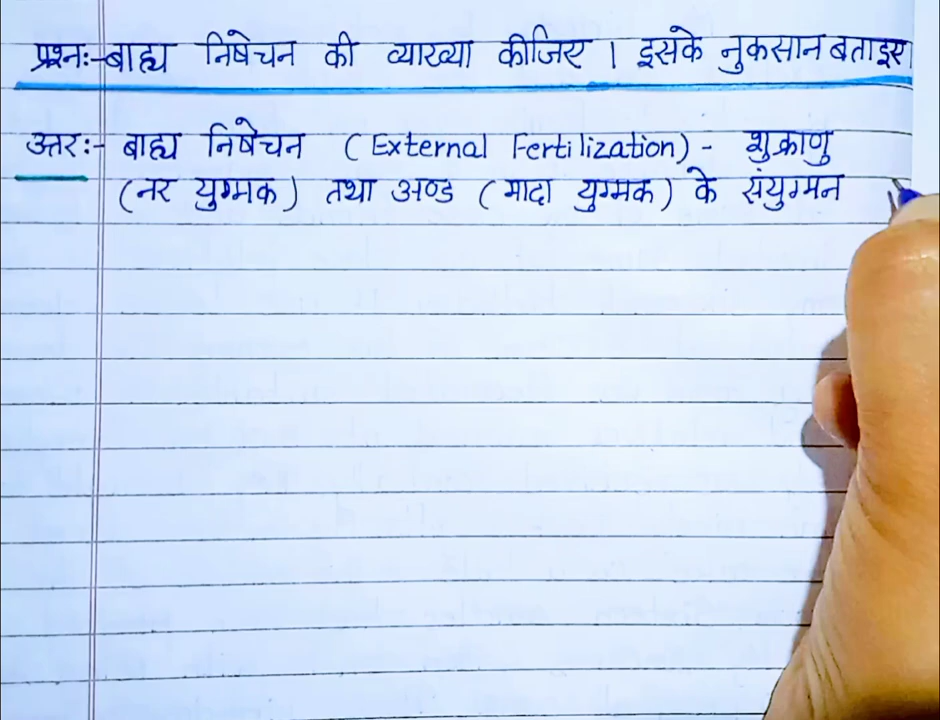 प्रश्नः- बाह्य निषेचन की व्याख्या कीजिए । इसके नुकसान बताइए
उत्तरः- बाह्य निषेचन (External Fertilization) - शुक्राणु
(नर युग्मक) तथा अण्ड (मादा युग्मक) के संयुग्मन